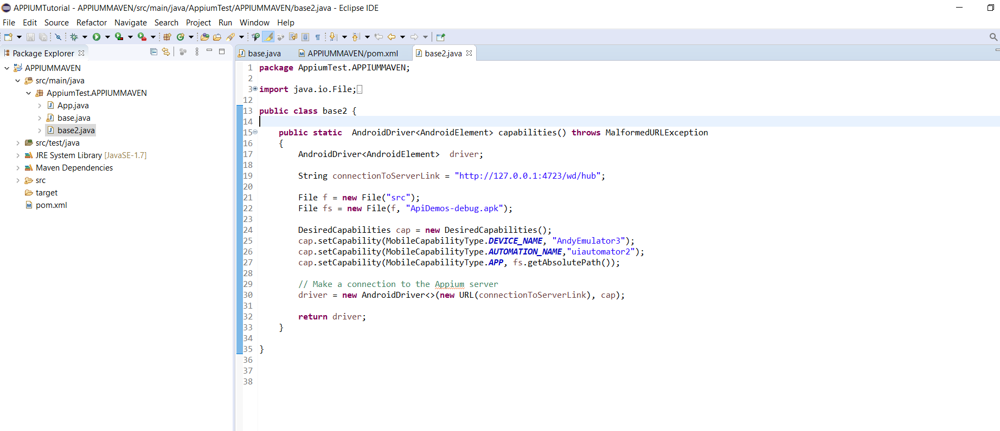 APPIUMTutorial - APPIUMMAVEN/src/main/java/AppiumTest/APPIUMMAVEN/base2.java - Eclipse IDE
File Edit Source Refactor Navigate Search Project Run Window Help
Package Explorer
APPIUMMAVEN
src/main/java
AppiumTest.APPIUMMAVEN
App.java
base.java
base2.java
src/test/java
JRE System Library [JavaSE-1.7]
Maven Dependencies
src
target
pom.xml
base.java APPIUMMAVEN/pom.xml base2.java
1 package AppiumTest.APPIUMMAVEN;
2
3 import java.io.File;
12
13 public class base2 {
14
15 public static  AndroidDriver<AndroidElement> capabilities() throws MalformedURLException
16 {
17 AndroidDriver<AndroidElement>  driver;
18
19 String connectionToServerLink = "http://127.0.0.1:4723/wd/hub";
20
21 File f = new File("src");
22 File fs = new File(f, "ApiDemos-debug.apk");
23
24 DesiredCapabilities cap = new DesiredCapabilities();
25 cap.setCapability(MobileCapabilityType.DEVICE_NAME, "AndyEmulator3");
26 cap.setCapability(MobileCapabilityType.AUTOMATION_NAME,"uiautomator2");
27 cap.setCapability(MobileCapabilityType.APP, fs.getAbsolutePath());
28
29 // Make a connection to the Appium server
30 driver = new AndroidDriver<>(new URL(connectionToServerLink), cap);
31
32 return driver;
33 }
34
35 }
36
37
38